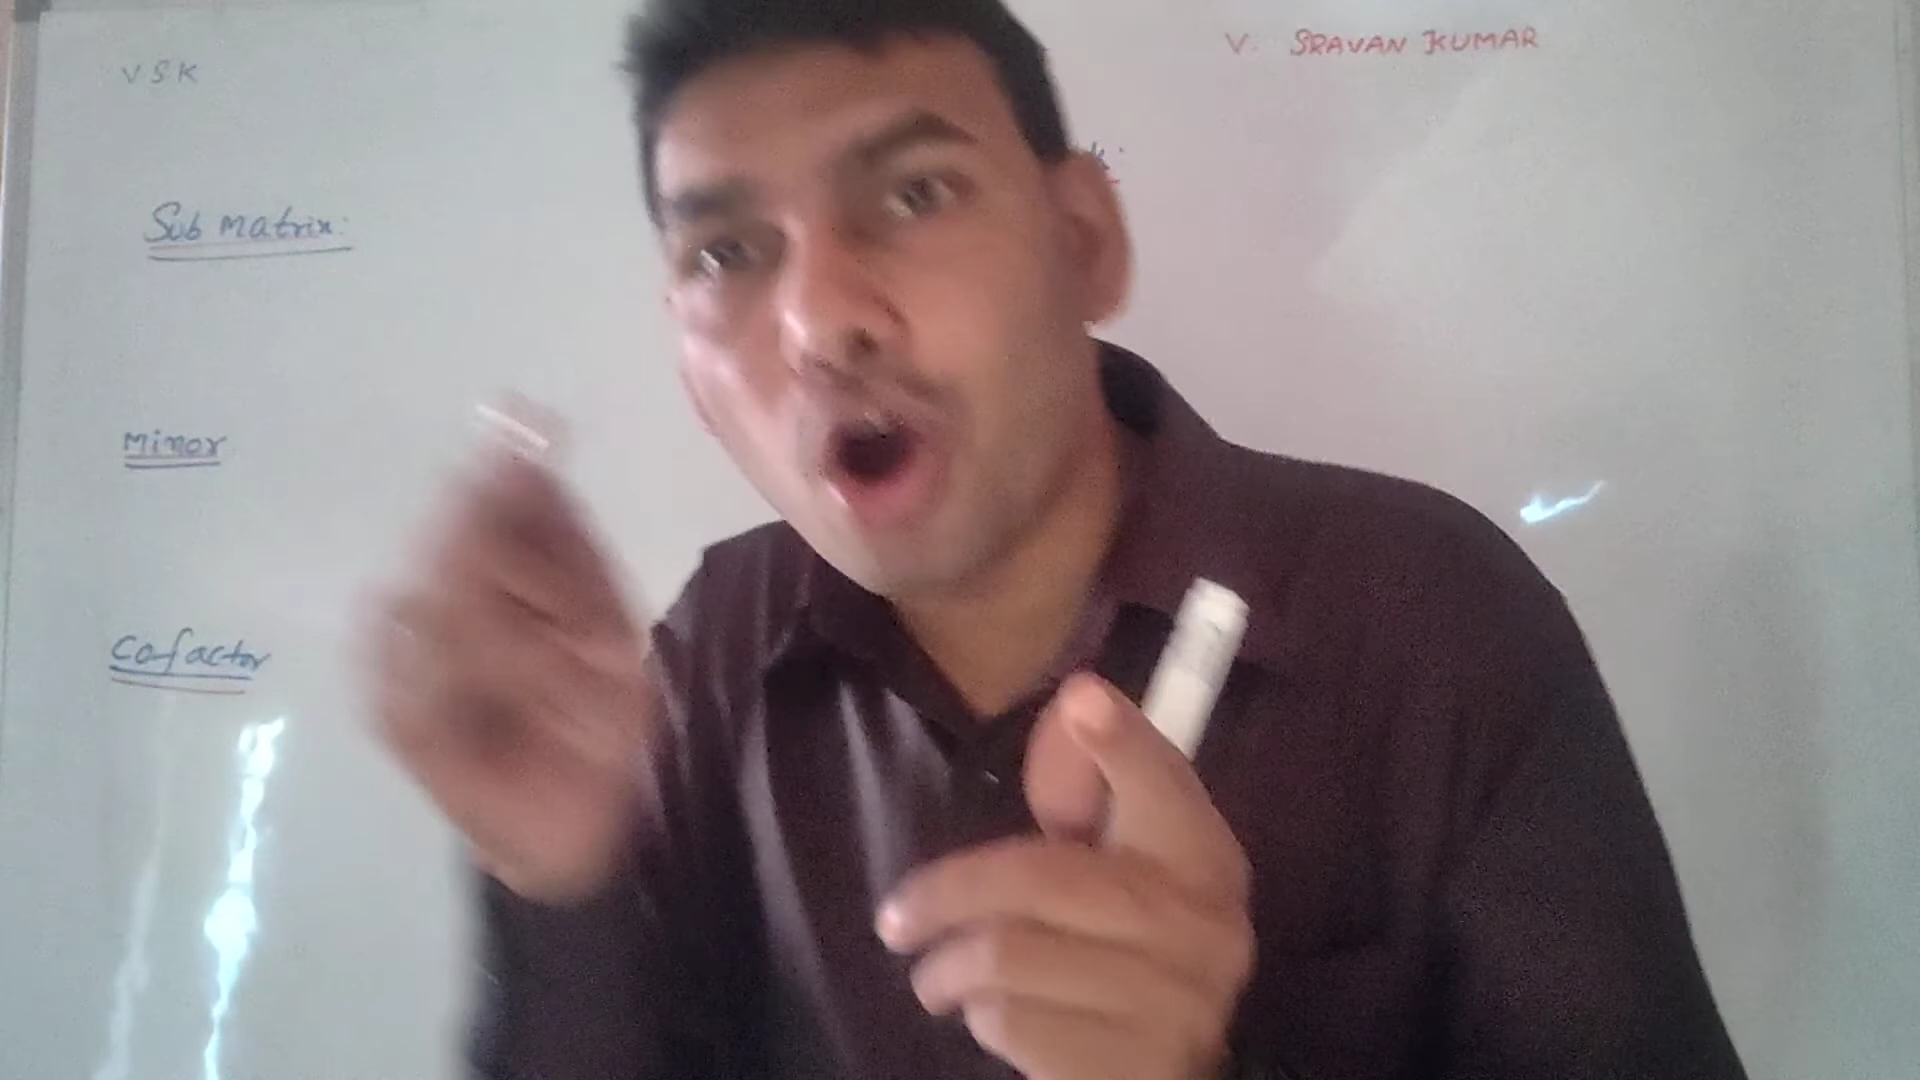 VSK
V. SRAVAN KUMAR
Sub matrix:
Minor
Cofactor